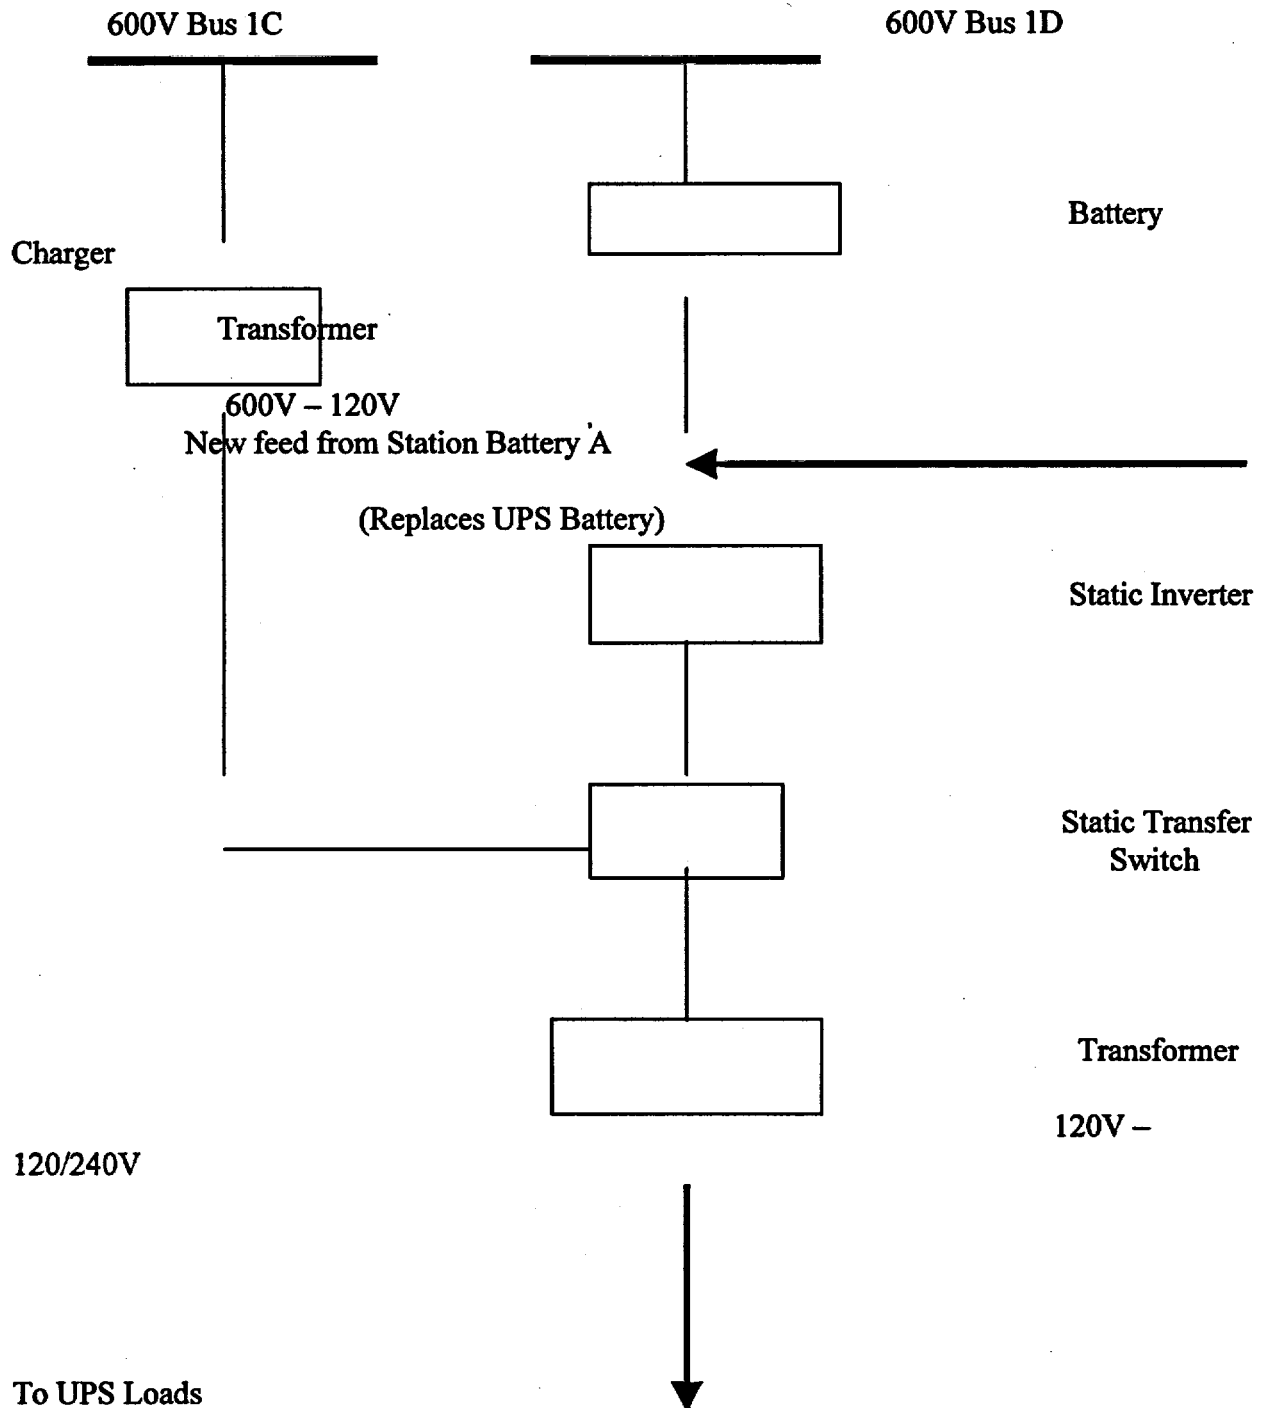 600V Bus 1C 600V Bus 1D
Battery
Charger
Transformer
600V – 120V
New feed from Station Battery A
(Replaces UPS Battery)
Static Inverter
Static Transfer
Switch
Transformer
120V –
120/240V
To UPS Loads